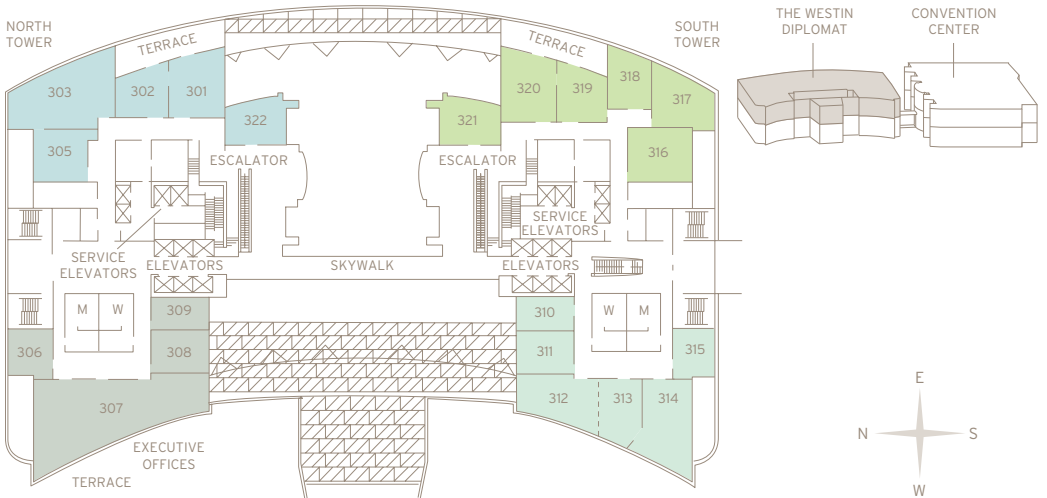 NORTH
TOWER
TERRACE
TERRACE
SOUTH
TOWER
THE WESTIN
DIPLOMAT
CONVENTION
CENTER
303
302
301
322
305
320
319
318
317
321
316
ESCALATOR
ESCALATOR
SERVICE
ELEVATORS
SERVICE
ELEVATORS
ELEVATORS
SKYWALK
ELEVATORS
M
W
W
M
309
308
306
307
310
311
312
313
314
315
EXECUTIVE
OFFICES
TERRACE
E
N
S
W